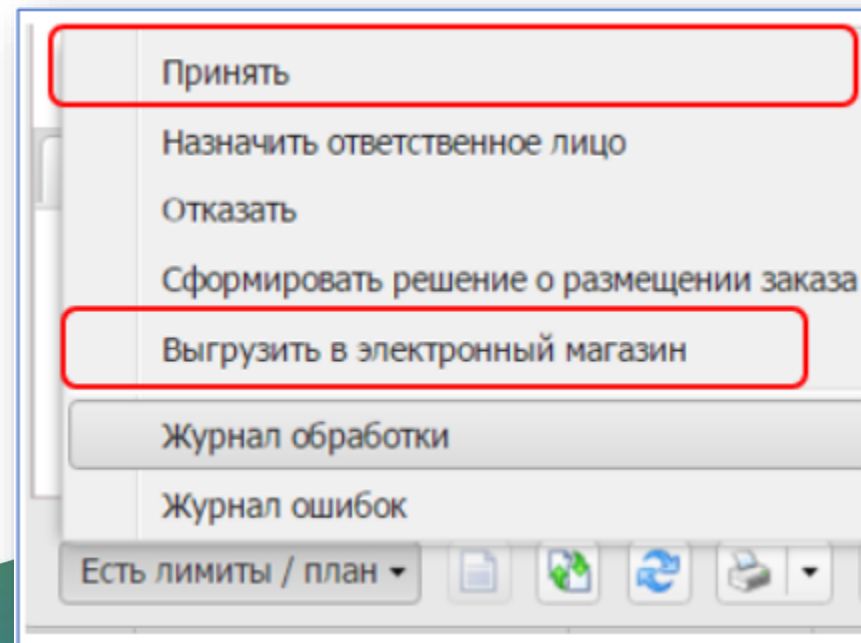 Принять
Назначить ответственное лицо
Отказать
Сформировать решение о размещении заказа
Выгрузить в электронный магазин
Журнал обработки
Журнал ошибок
Есть лимиты / план